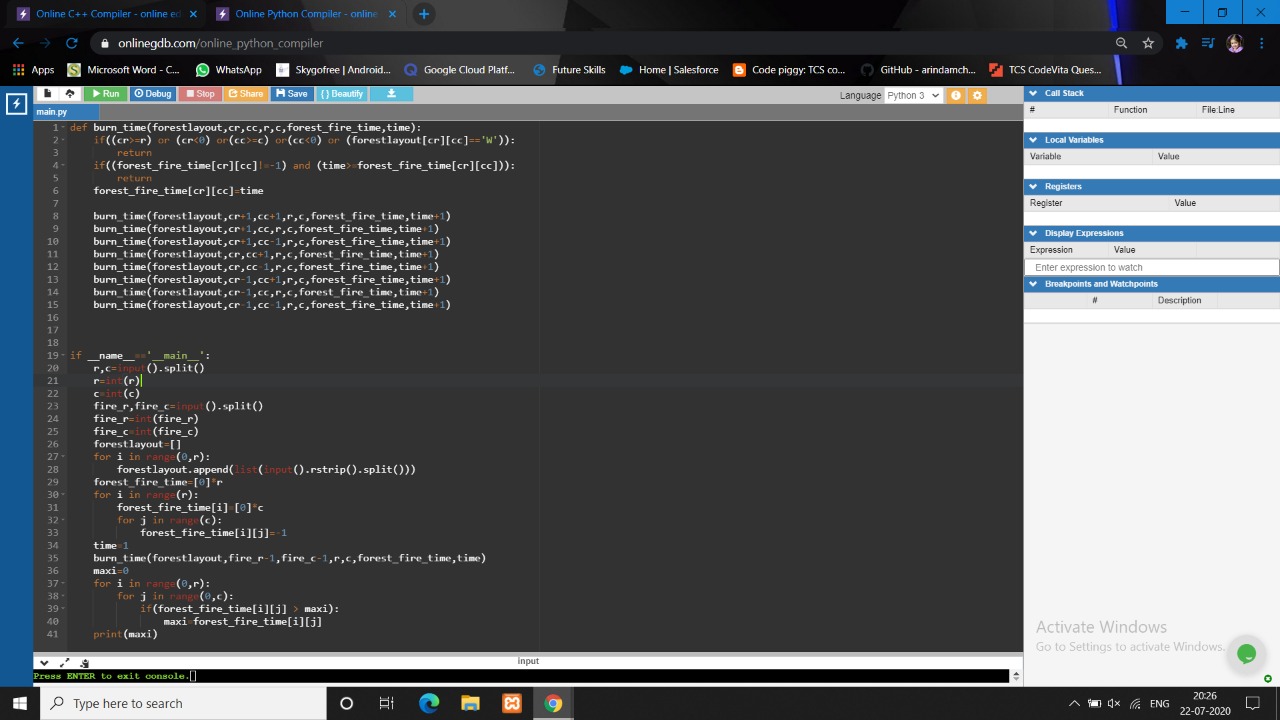 Online C++ Compiler - online ed
Online Python Compiler - online
onlinegdb.com/online_python_compiler
Apps
Microsoft Word - C...
WhatsApp
Skygofree | Android...
Google Cloud Platf...
Future Skills
Home | Salesforce
Code piggy: TCS co...
GitHub - arindamch...
TCS CodeVita Ques...
Run
Debug
Stop
Share
Save
{ } Beautify
Language Python 3
main.py
1 def burn_time(forestlayout,cr,cc,r,c,forest_fire_time,time):
2 if((cr>=r) or (cr<0) or(cc>=c) or(cc<0) or (forestlayout[cr][cc]=='W')):
3 return
4 if((forest_fire_time[cr][cc]!=-1) and (time>=forest_fire_time[cr][cc])):
5 return
6 forest_fire_time[cr][cc]=time
7
8 burn_time(forestlayout,cr+1,cc+1,r,c,forest_fire_time,time+1)
9 burn_time(forestlayout,cr+1,cc,r,c,forest_fire_time,time+1)
10 burn_time(forestlayout,cr+1,cc-1,r,c,forest_fire_time,time+1)
11 burn_time(forestlayout,cr,cc+1,r,c,forest_fire_time,time+1)
12 burn_time(forestlayout,cr,cc-1,r,c,forest_fire_time,time+1)
13 burn_time(forestlayout,cr-1,cc+1,r,c,forest_fire_time,time+1)
14 burn_time(forestlayout,cr-1,cc,r,c,forest_fire_time,time+1)
15 burn_time(forestlayout,cr-1,cc-1,r,c,forest_fire_time,time+1)
16
17
18
19 if __name__=='__main__':
20 r,c=input().split()
21 r=int(r)
22 c=int(c)
23 fire_r,fire_c=input().split()
24 fire_r=int(fire_r)
25 fire_c=int(fire_c)
26 forestlayout=[]
27 for i in range(0,r):
28 forestlayout.append(list(input().rstrip().split()))
29 forest_fire_time=[0]*r
30 for i in range(r):
31 forest_fire_time[i]=[0]*c
32 for j in range(c):
33 forest_fire_time[i][j]=-1
34 time=1
35 burn_time(forestlayout,fire_r-1,fire_c-1,r,c,forest_fire_time,time)
36 maxi=0
37 for i in range(0,r):
38 for j in range(0,c):
39 if(forest_fire_time[i][j] > maxi):
40 maxi=forest_fire_time[i][j]
41 print(maxi)
input
Press ENTER to exit console.
Call Stack
# Function File:Line
Local Variables
Variable Value
Registers
Register Value
Display Expressions
Expression Value
Enter expression to watch
Breakpoints and Watchpoints
# Description
Activate Windows
Go to Settings to activate Windows.
Type here to search
ENG
20:26
22-07-2020